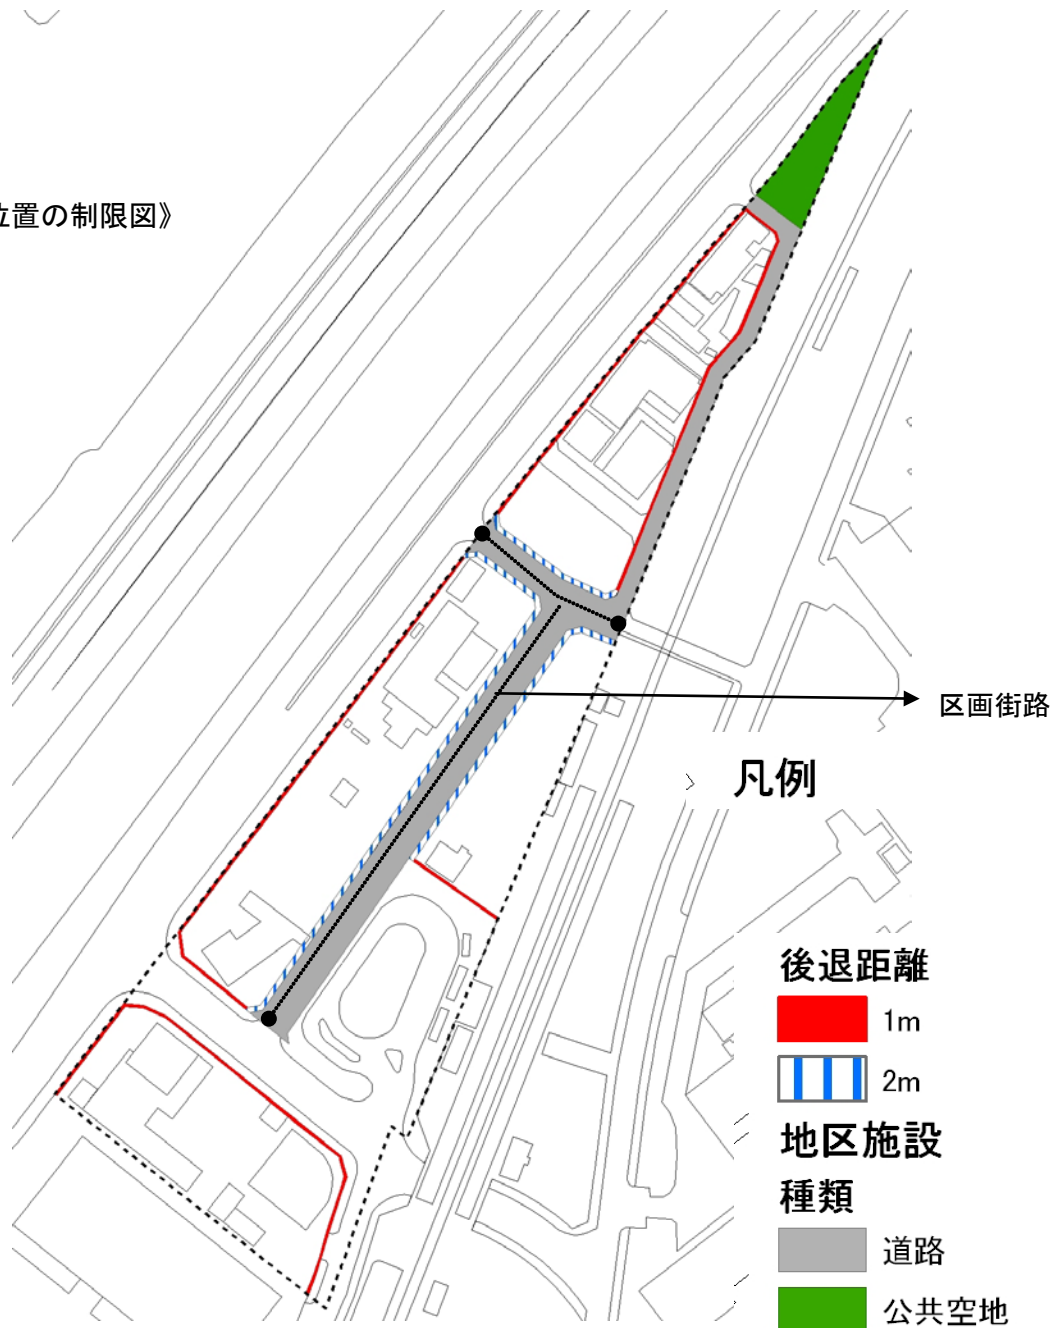 位置の制限図》
区画街路
凡例
後退距離
1m
2m
地区施設
種類
道路
公共空地